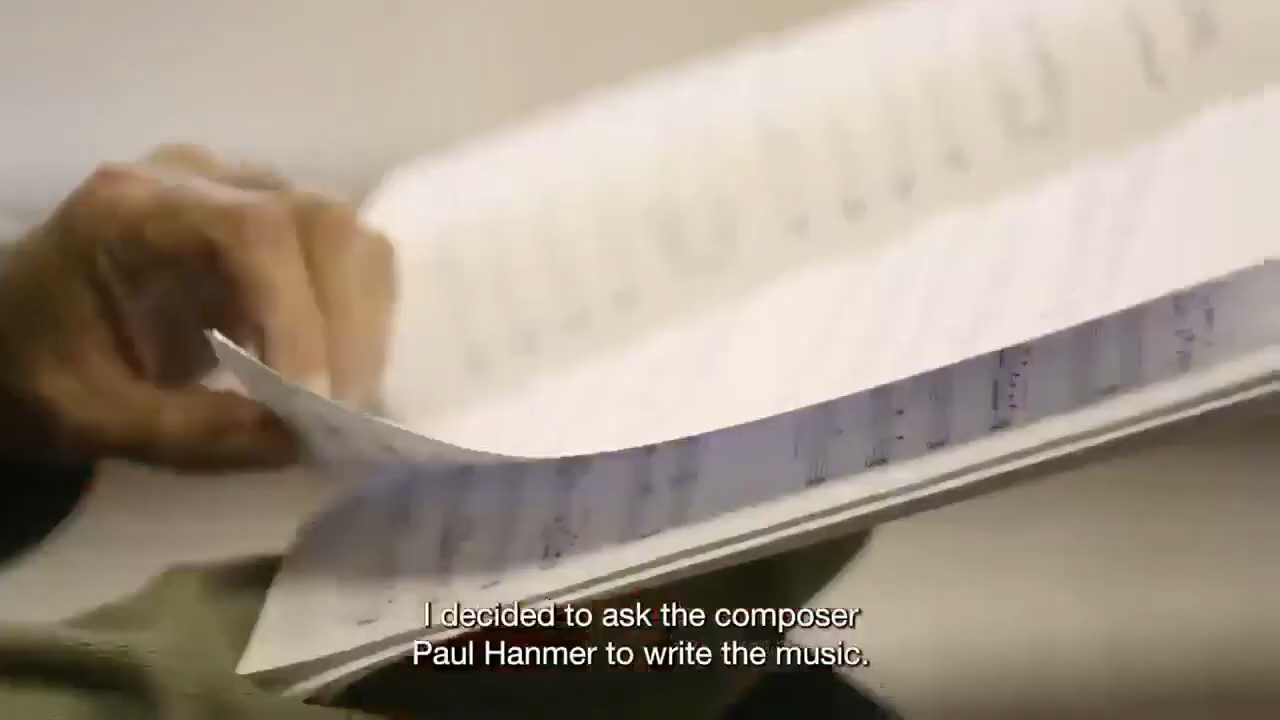 I decided to ask the composer
Paul Hanmer to write the music.